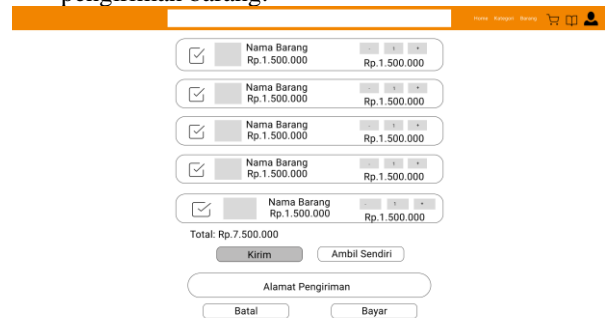 pengiriman barang.
Home Kategori Barang
Nama Barang
Rp.1.500.000
- 1 +
Rp.1.500.000
Nama Barang
Rp.1.500.000
- 1 +
Rp.1.500.000
Nama Barang
Rp.1.500.000
- 1 +
Rp.1.500.000
Nama Barang
Rp.1.500.000
- 1 +
Rp.1.500.000
Nama Barang
Rp.1.500.000
- 1 +
Rp.1.500.000
Total: Rp.7.500.000
Kirim Ambil Sendiri
Alamat Pengiriman
Batal Bayar